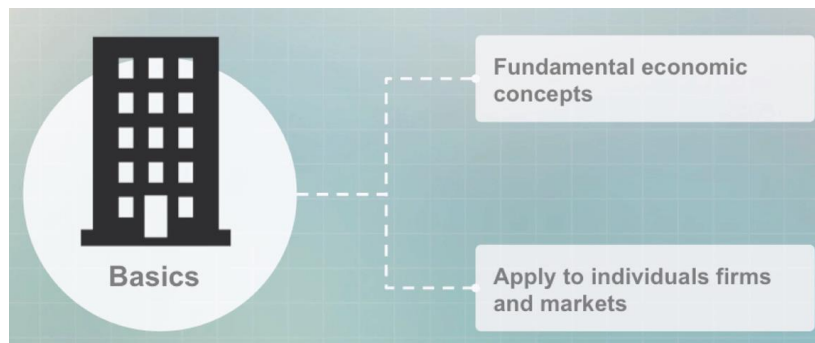 Basics
Fundamental economic
concepts
Apply to individuals firms
and markets